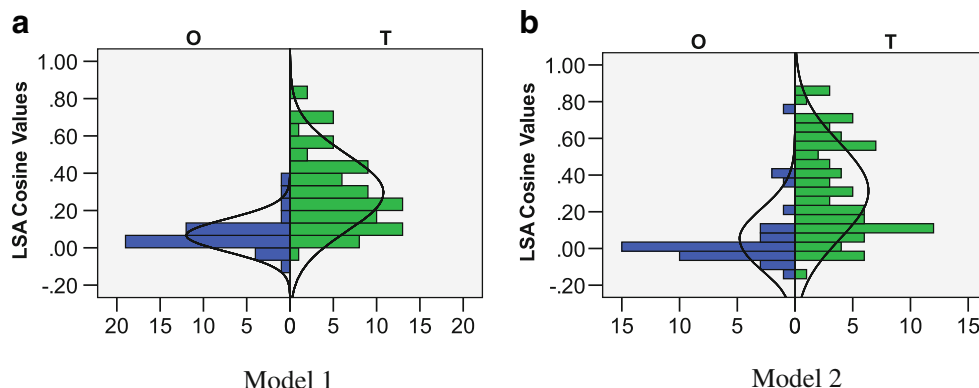 a
O T
LSA Cosine Values
1.00
.80
.60
.40
.20
.00
-.20
20 15 10 5 0 5 10 15 20
Model 1
b
O T
LSA Cosine Values
1.00
.80
.60
.40
.20
.00
-.20
15 10 5 0 5 10 15
Model 2